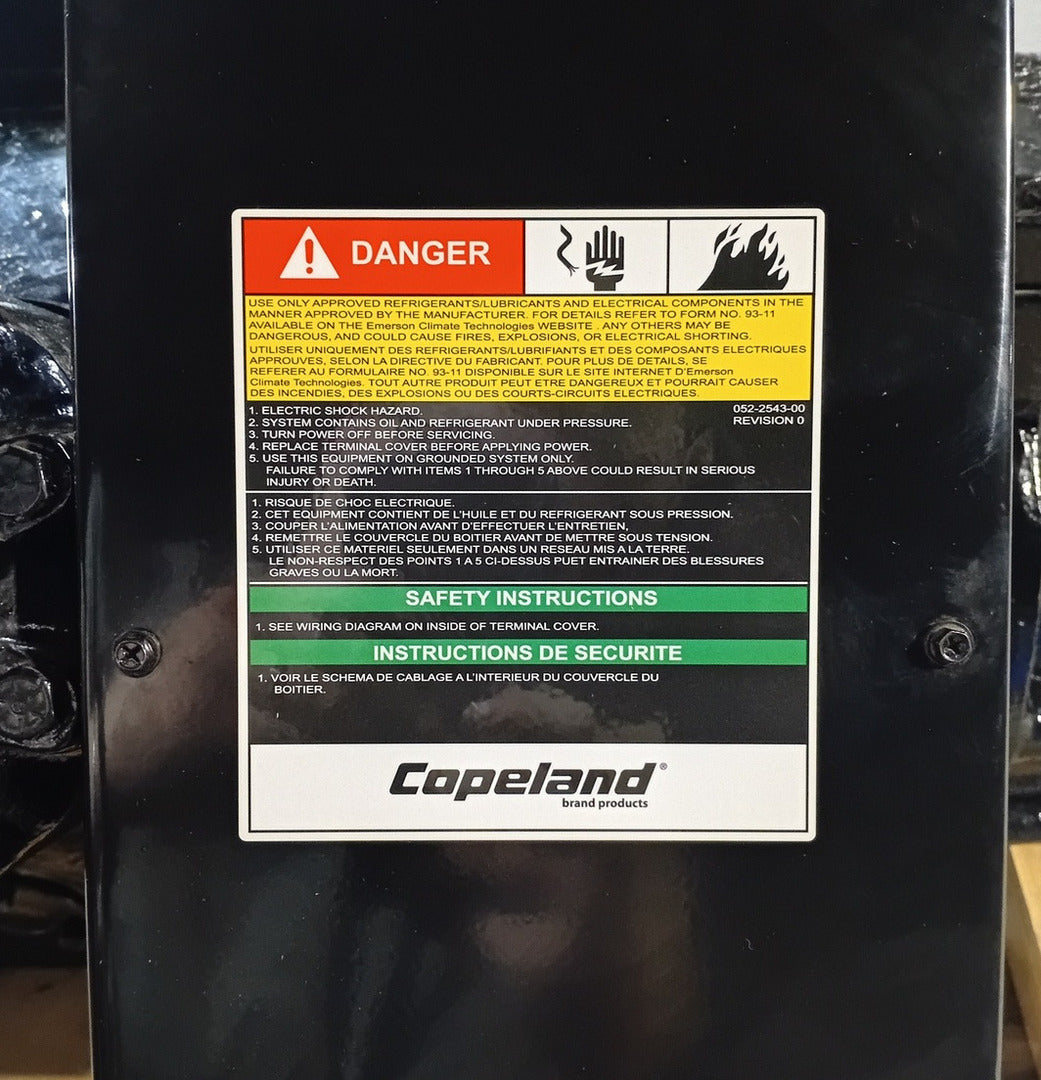 DANGER
USE ONLY APPROVED REFRIGERANTS/LUBRICANTS AND ELECTRICAL COMPONENTS IN THE
MANNER APPROVED BY THE MANUFACTURER. FOR DETAILS REFER TO FORM NO. 93-11
AVAILABLE ON THE Emerson Climate Technologies WEBSITE . ANY OTHERS MAY BE
DANGEROUS, AND COULD CAUSE FIRES, EXPLOSIONS, OR ELECTRICAL SHORTING.
UTILISER UNIQUEMENT DES REFRIGERANTS/LUBRIFIANTS ET DES COMPOSANTS ELECTRIQUES
APPROUVES, SELON LA DIRECTIVE DU FABRICANT. POUR PLUS DE DETAILS, SE
REFERER AU FORMULAIRE NO. 93-11 DISPONIBLE SUR LE SITE INTERNET D'Emerson
Climate Technologies. TOUT AUTRE PRODUIT PEUT ETRE DANGEREUX ET POURRAIT CAUSER
DES INCENDIES, DES EXPLOSIONS OU DES COURTS-CIRCUITS ELECTRIQUES.
052-2543-00
REVISION 0
1. ELECTRIC SHOCK HAZARD.
2. SYSTEM CONTAINS OIL AND REFRIGERANT UNDER PRESSURE.
3. TURN POWER OFF BEFORE SERVICING.
4. REPLACE TERMINAL COVER BEFORE APPLYING POWER.
5. USE THIS EQUIPMENT ON GROUNDED SYSTEM ONLY.
FAILURE TO COMPLY WITH ITEMS 1 THROUGH 5 ABOVE COULD RESULT IN SERIOUS
INJURY OR DEATH.
1. RISQUE DE CHOC ELECTRIQUE.
2. CET EQUIPMENT CONTIENT DE L'HUILE ET DU REFRIGERANT SOUS PRESSION.
3. COUPER L'ALIMENTATION AVANT D'EFFECTUER L'ENTRETIEN,
4. REMETTRE LE COUVERCLE DU BOITIER AVANT DE METTRE SOUS TENSION.
5. UTILISER CE MATERIEL SEULEMENT DANS UN RESEAU MIS A LA TERRE.
LE NON-RESPECT DES POINTS 1 A 5 CI-DESSUS PUET ENTRAINER DES BLESSURES
GRAVES OU LA MORT.
SAFETY INSTRUCTIONS
1. SEE WIRING DIAGRAM ON INSIDE OF TERMINAL COVER.
INSTRUCTIONS DE SECURITE
1. VOIR LE SCHEMA DE CABLAGE A L'INTERIEUR DU COUVERCLE DU
BOITIER.
Copeland®
brand products